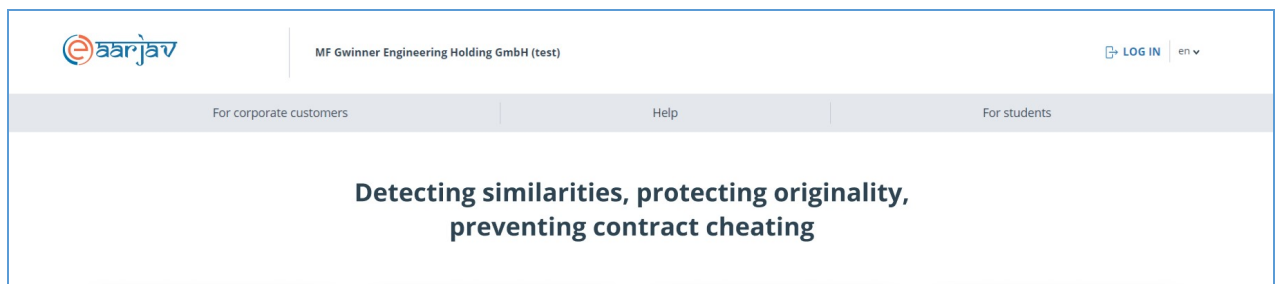 eaarjav
MF Gwinner Engineering Holding GmbH (test)
LOG IN
en
For corporate customers
Help
For students
Detecting similarities, protecting originality,
preventing contract cheating